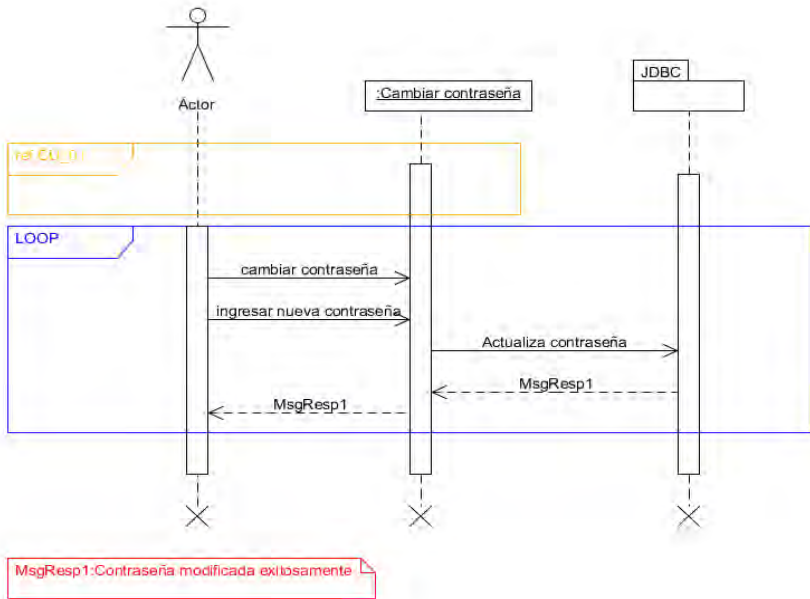 JDBC
:Cambiar contraseña
Actor
ref
LOOP
cambiar contraseña
ingresar nueva contraseña
Actualiza contraseña
MsgResp1
MsgResp1
MsgResp1:Contraseña modificada exitosamente